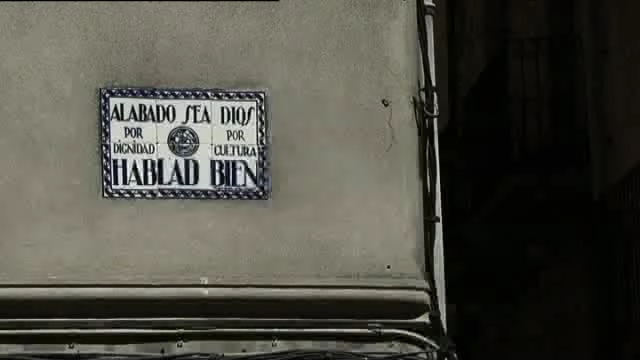 ALABADO SEA DIOS
POR DIGNIDAD
POR CULTURA
HABLAD BIEN